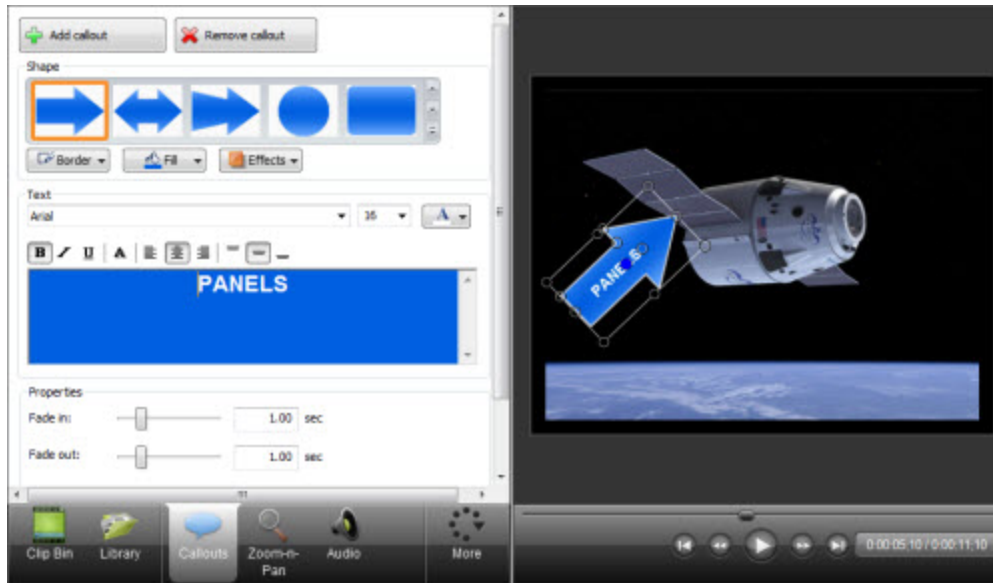 Add callout
Remove callout
Shape
Border
Fill
Effects
Text
Arial
16
A
B I U A
PANELS
PANELS
Properties
Fade in:
1.00 sec
Fade out:
1.00 sec
Clip Bin
Library
Callouts
Zoom-n-
Pan
Audio
More
0:00:05;10 / 0:00:11;10